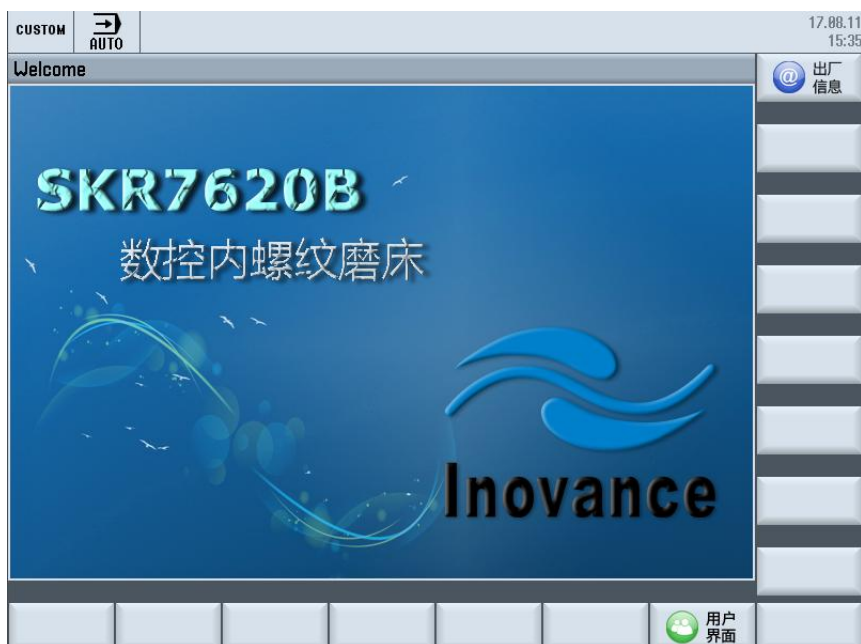 CUSTOM
AUTO
17.08.11
15:35
Welcome
出厂
信息
SKR7620B
数控内螺纹磨床
Inovance
用户
界面